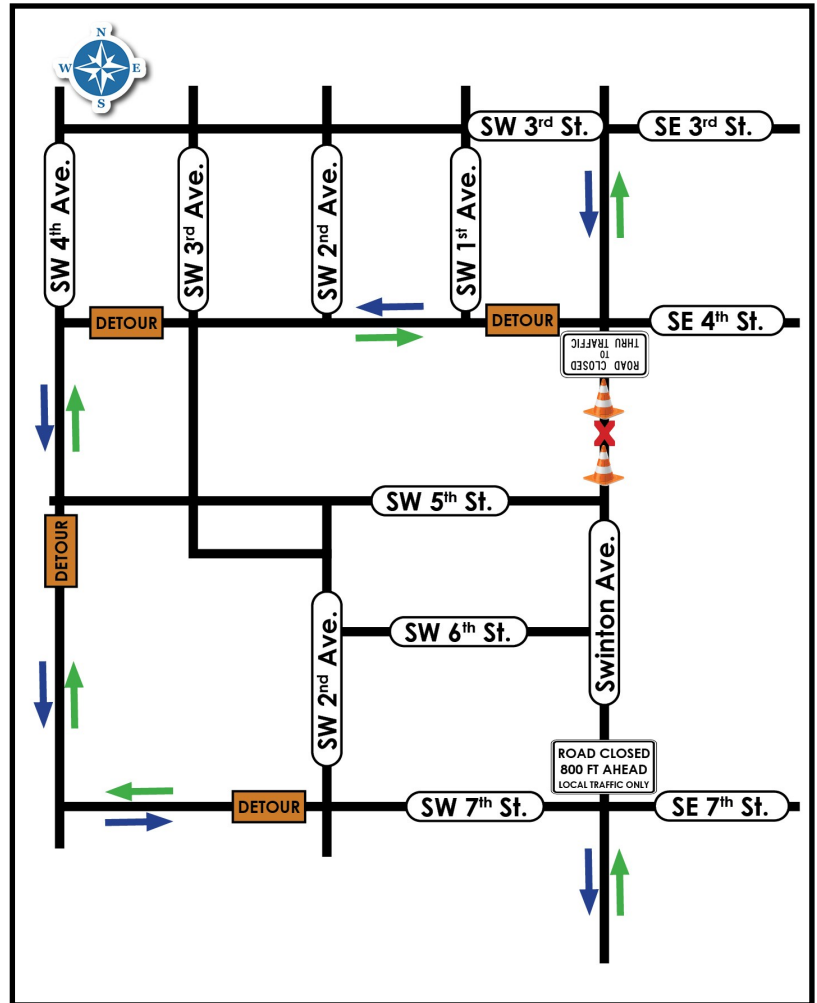 N
W E
S
SW 3rd St.
SE 3rd St.
SW 4th Ave.
SW 3rd Ave.
SW 2nd Ave.
SW 1st Ave.
DETOUR
DETOUR
SE 4th St.
ROAD CLOSED
TO
THRU TRAFFIC
SW 5th St.
DETOUR
Swinton Ave.
SW 2nd Ave.
SW 6th St.
ROAD CLOSED
800 FT AHEAD
LOCAL TRAFFIC ONLY
DETOUR
SW 7th St.
SE 7th St.